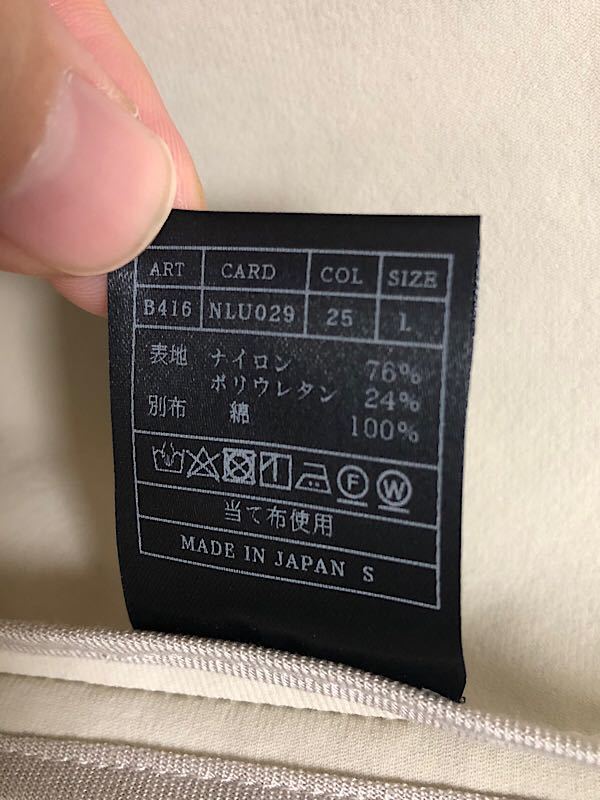 ART CARD COL SIZE
B416 NLU029 25 L
表地 ナイロン 76%
ポリウレタン 24%
別布 綿 100%
F W
当て布使用
MADE IN JAPAN S